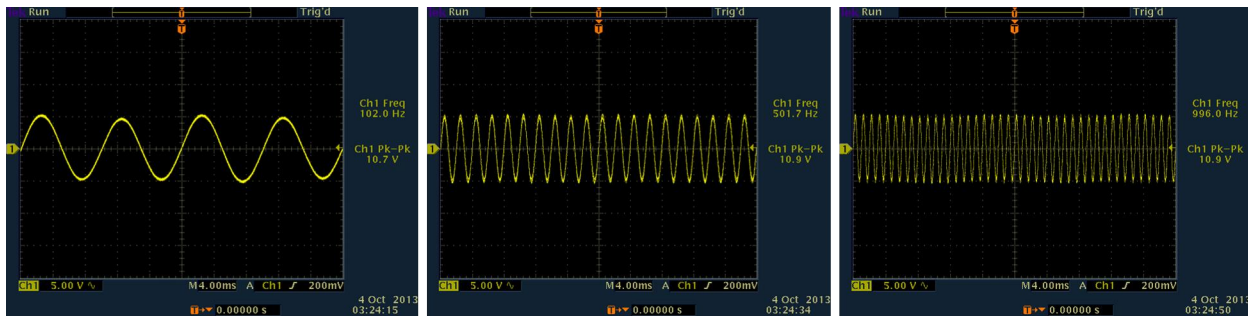 Run
Trig'd
T
T
Ch1 Freq
102.0 Hz
1
Ch1 Pk-Pk
10.7 V
Ch1
5.00 V
M4.00ms
A
Ch1
200mV
4 Oct 2013
03:24:15
T
0.00000 s
Run
Trig'd
T
T
Ch1 Freq
501.7 Hz
1
Ch1 Pk-Pk
10.9 V
Ch1
5.00 V
M4.00ms
A
Ch1
200mV
4 Oct 2013
03:24:34
T
0.00000 s
Run
Trig'd
T
T
Ch1 Freq
996.0 Hz
1
Ch1 Pk-Pk
10.9 V
Ch1
5.00 V
M4.00ms
A
Ch1
200mV
4 Oct 2013
03:24:50
T
0.00000 s